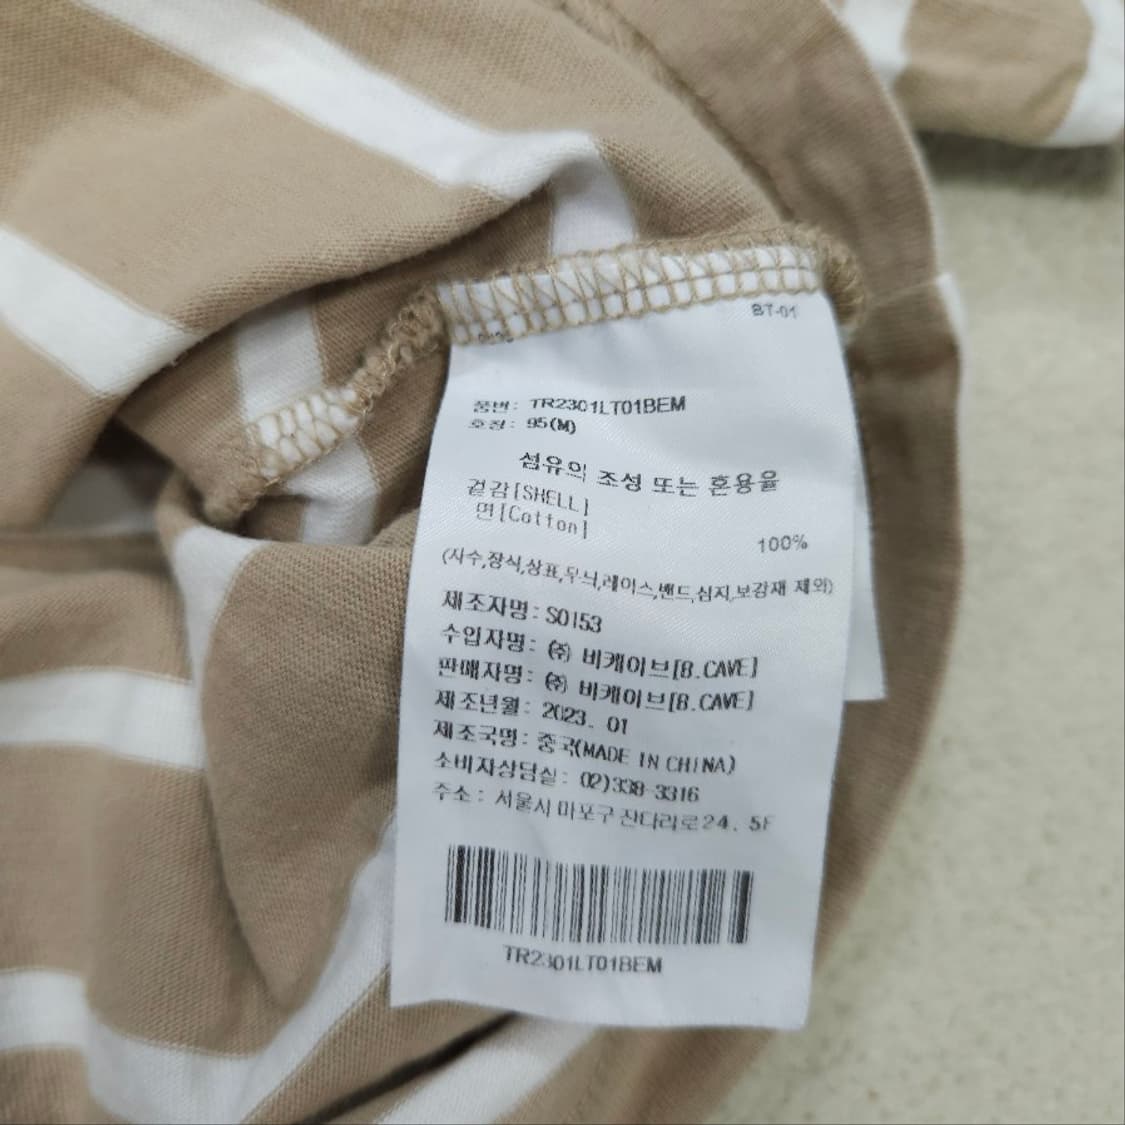 BT-01
품번: TR2301LT01BEM
호칭: 95(M)
섬유의 조성 또는 혼용율
겉감[SHELL]
면[Cotton]
100%
(자수,장식,상표,무늬,레이스,밴드,심지,보강재 제외)
제조자명: S0153
수입자명: ㈜ 비케이브[B.CAVE]
판매자명: ㈜ 비케이브[B.CAVE]
제조년월: 2023. 01
제조국명: 중국(MADE IN CHINA)
소비자상담실: 02)338-3316
주소: 서울시 마포구 잔다리로24. 5F
TR2301LT01BEM